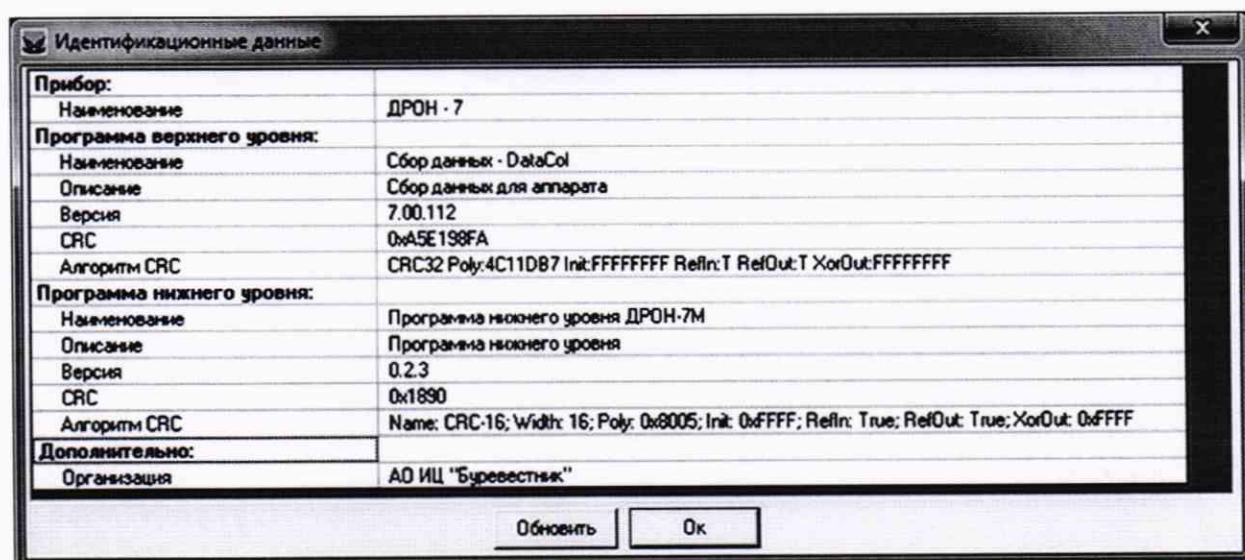 Идентификационные данные
Прибор:
Наименование ДРОН - 7
Программа верхнего уровня:
Наименование Сбор данных - DataCol
Описание Сбор данных для аппарата
Версия 7.00.112
CRC 0xA5E198FA
Алгоритм CRC CRC32 Poly:4C11DB7 Init:FFFFFFFF RefIn:T RefOut:T XorOut:FFFFFFFF
Программа нижнего уровня:
Наименование Программа нижнего уровня ДРОН-7М
Описание Программа нижнего уровня
Версия 0.2.3
CRC 0x1890
Алгоритм CRC Name: CRC-16; Width: 16; Poly: 0x8005; Init: 0xFFFF; RefIn: True; RefOut: True; XorOut: 0xFFFF
Дополнительно:
Организация АО ИЦ "Буревестник"
Обновить Ок